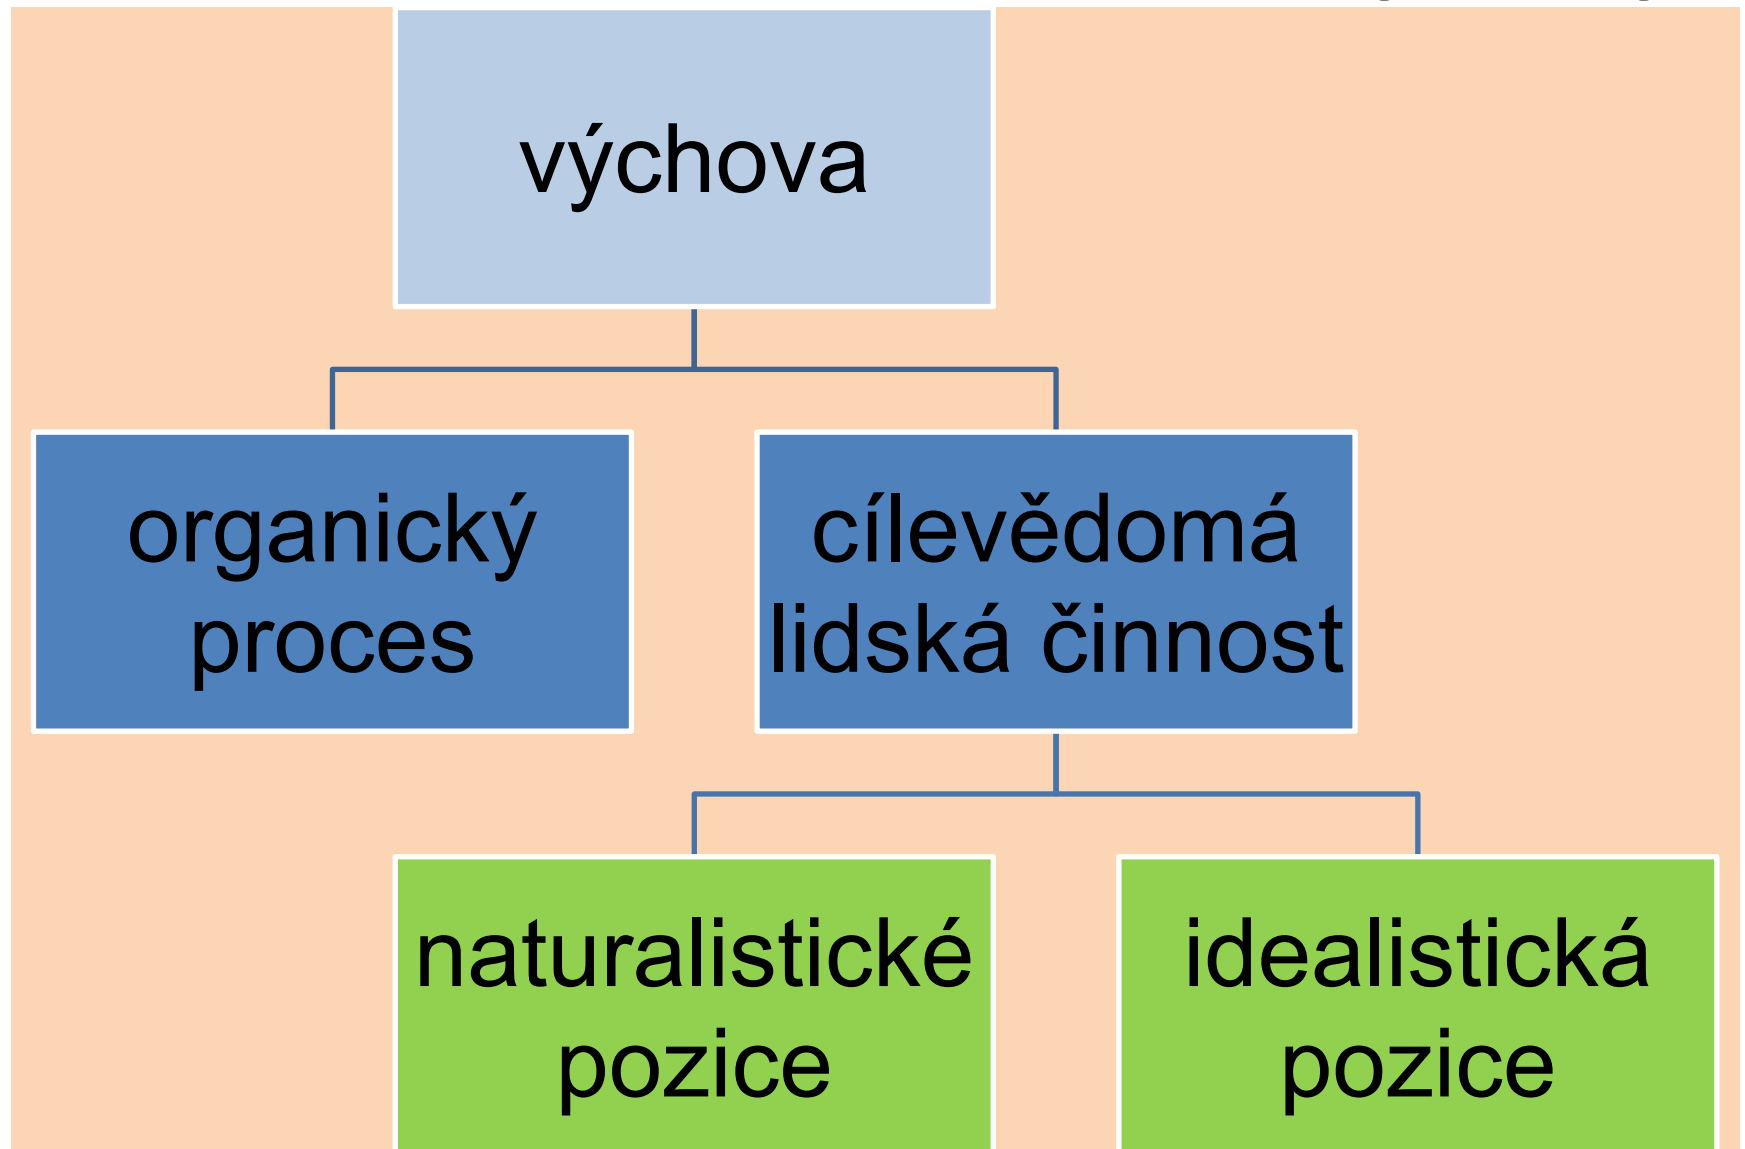 výchova
organický
proces
cílevědomá
lidská činnost
naturalistické
pozice
idealistická
pozice